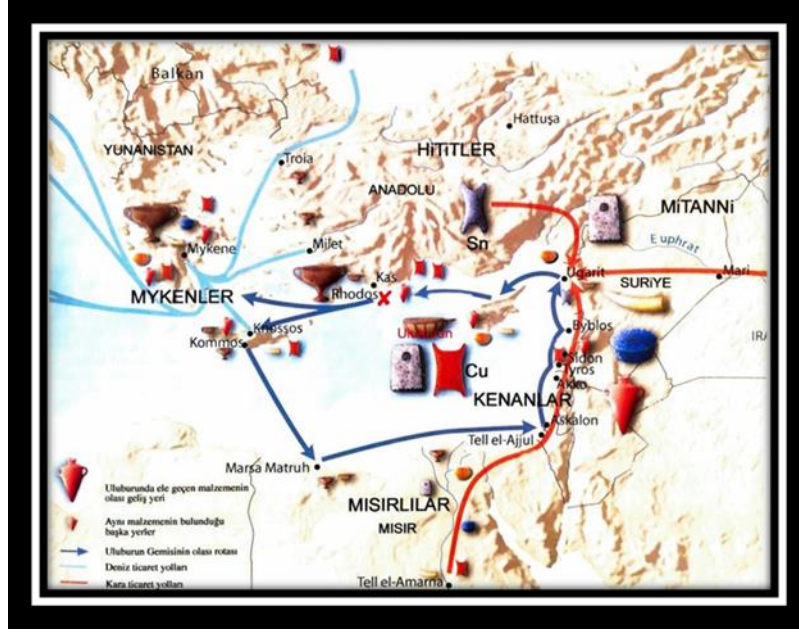 Balkan
Hattuşa
YUNANİSTAN
HİTİTLER
Troia
ANADOLU
MİTANNi
Sn
Euphrat
Mykene
Milet
Kas
Ugarit
Mari
SURİYE
MYKENLER
Rhodos
Knossos
Kommos
Byblos
Sidon
Tyros
Akko
Cu
KENANLAR
Askalon
Tell el-Ajjul
Marsa Matruh
MISIRLILAR
MISIR
Tell el-Amarna
Uluburunda ele geçen malzemenin
olası geliş yeri
Aynı malzemenin bulunduğu
başka yerler
Uluburun Gemisinin olası rotası
Deniz ticaret yolları
Kara ticaret yolları